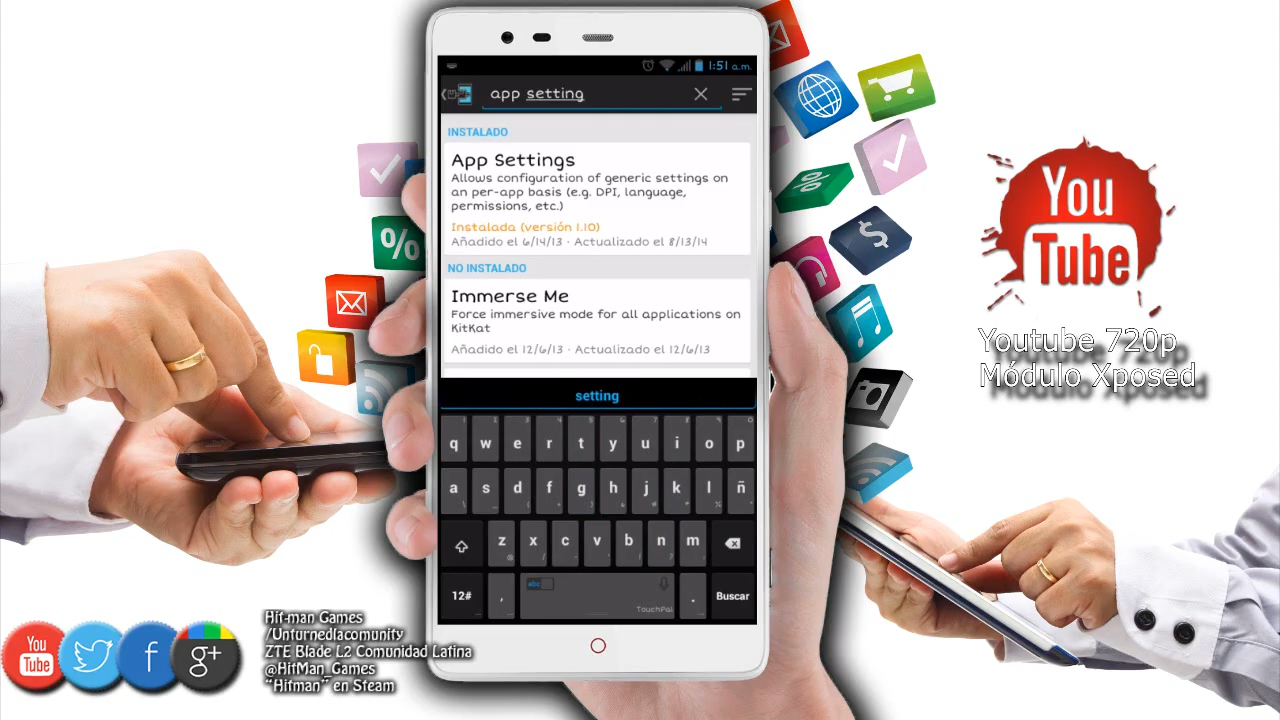 1:51 a.m.
app setting
INSTALADO
App Settings
Allows configuration of generic settings on
an per-app basis (e.g. DPI, language,
permissions, etc.)
Instalada (versión 1.10)
Añadido el 6/14/13 · Actualizado el 8/13/14
NO INSTALADO
Immerse Me
Force immersive mode for all applications on
KitKat
Añadido el 12/6/13 · Actualizado el 12/6/13
setting
q w e r t y u i o p
a s d f g h j k l ñ
z x c v b n m
12# , abc . Buscar
TouchPal
You
Tube
Youtube 720p
Módulo Xposed
%
%
$
You
Tube
f
g+
Hitman Games
/Unturnedlacomunity
ZTE Blade L2 Comunidad Latina
@HitMan_Games
"Hitman" en Steam